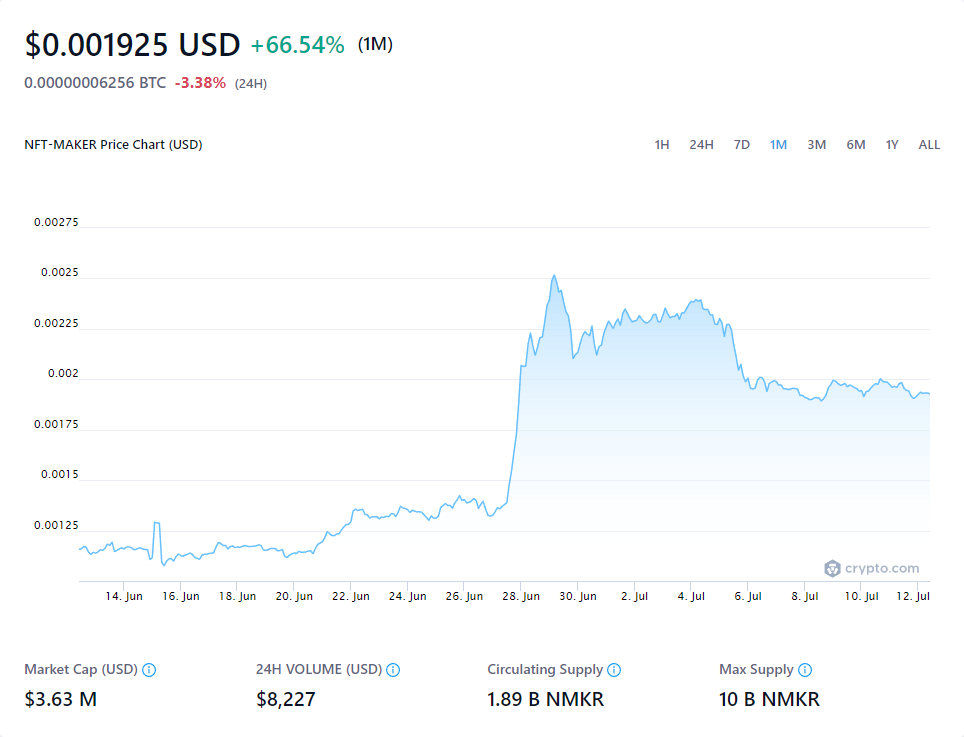 $0.001925 USD +66.54% (1M)
0.00000006256 BTC -3.38% (24H)
NFT-MAKER Price Chart (USD) 1H 24H 7D 1M 3M 6M 1Y ALL
0.00275
0.0025
0.00225
0.002
0.00175
0.0015
0.00125
crypto.com
14. Jun 16. Jun 18. Jun 20. Jun 22. Jun 24. Jun 26. Jun 28. Jun 30. Jun 2. Jul 4. Jul 6. Jul 8. Jul 10. Jul 12. Jul
Market Cap (USD) 24H VOLUME (USD) Circulating Supply Max Supply
$3.63 M $8,227 1.89 B NMKR 10 B NMKR